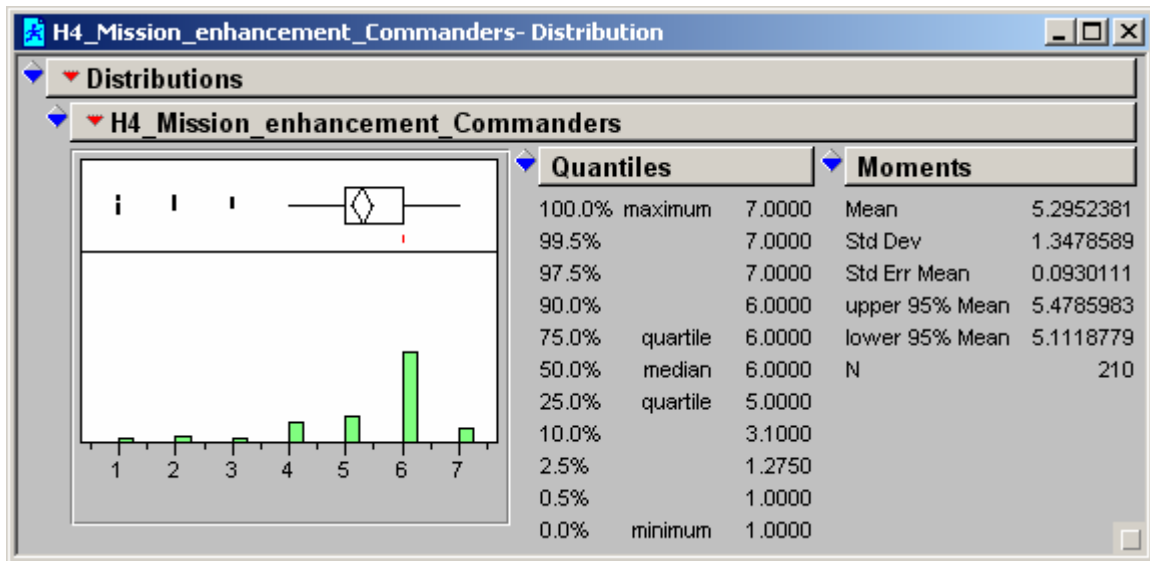 H4_Mission_enhancement_Commanders- Distribution
Distributions
H4_Mission_enhancement_Commanders
1 2 3 4 5 6 7
Quantiles
100.0% maximum 7.0000
99.5% 7.0000
97.5% 7.0000
90.0% 6.0000
75.0% quartile 6.0000
50.0% median 6.0000
25.0% quartile 5.0000
10.0% 3.1000
2.5% 1.2750
0.5% 1.0000
0.0% minimum 1.0000
Moments
Mean 5.2952381
Std Dev 1.3478589
Std Err Mean 0.0930111
upper 95% Mean 5.4785983
lower 95% Mean 5.1118779
N 210